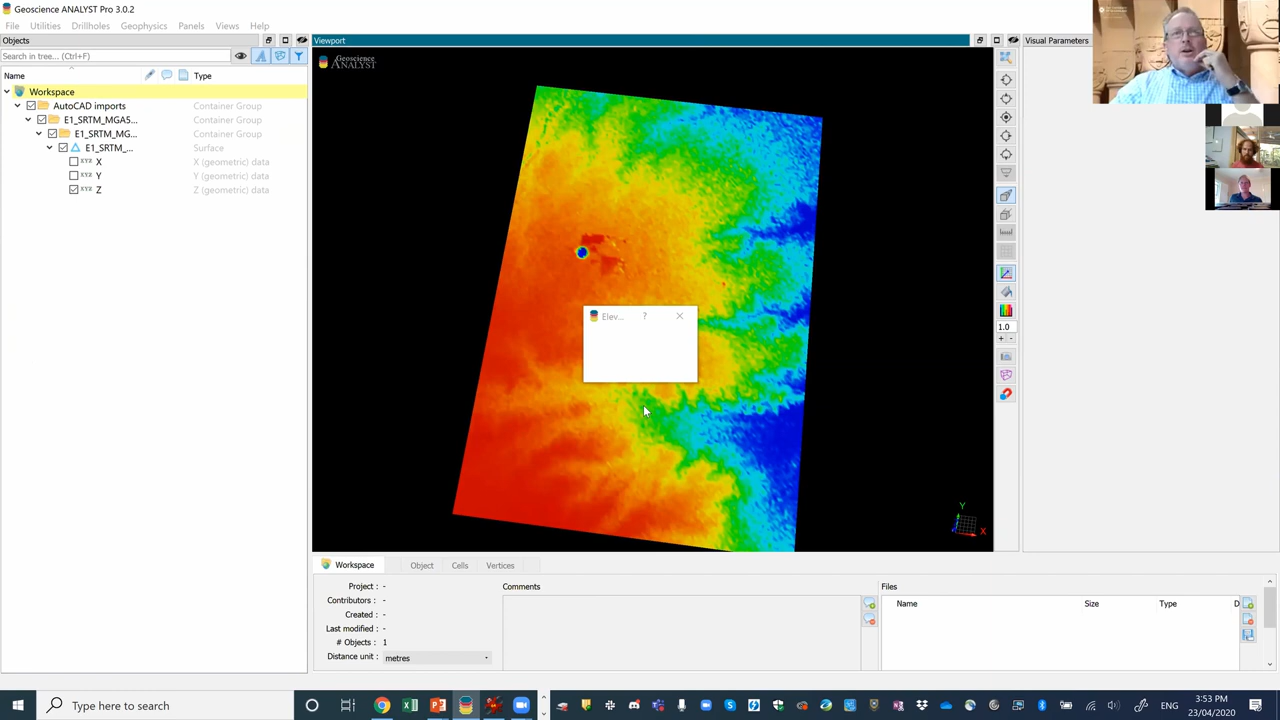 Geoscience ANALYST Pro 3.0.2
File Utilities Drillholes Geophysics Panels Views Help
Objects
Search in tree... (Ctrl+F)
Name Type
Workspace
AutoCAD imports Container Group
E1_SRTM_MGA5... Container Group
E1_SRTM_MG... Container Group
E1_SRTM_... Surface
XYZ X X (geometric) data
XYZ Y Y (geometric) data
XYZ Z Z (geometric) data
Viewport
Geoscience
ANALYST
Elev... ?
Y
X
Visual Parameters
1.0
+ -
Workspace Object Cells Vertices
Project : -
Contributors : -
Created : -
Last modified : -
# Objects : 1
Distance unit : metres
Comments
Files
Name Size Type D
Type here to search
3:53 PM
23/04/2020